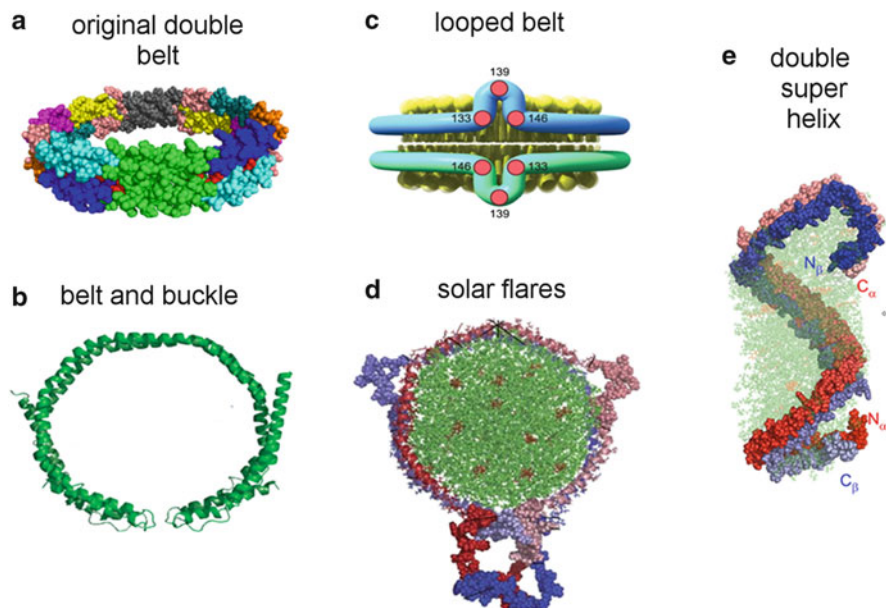 a
original double
belt
b
belt and buckle
c
looped belt
139
133
146
146
133
139
d
solar flares
e
double
super
helix
Nβ
Cα
Nα
Cβ